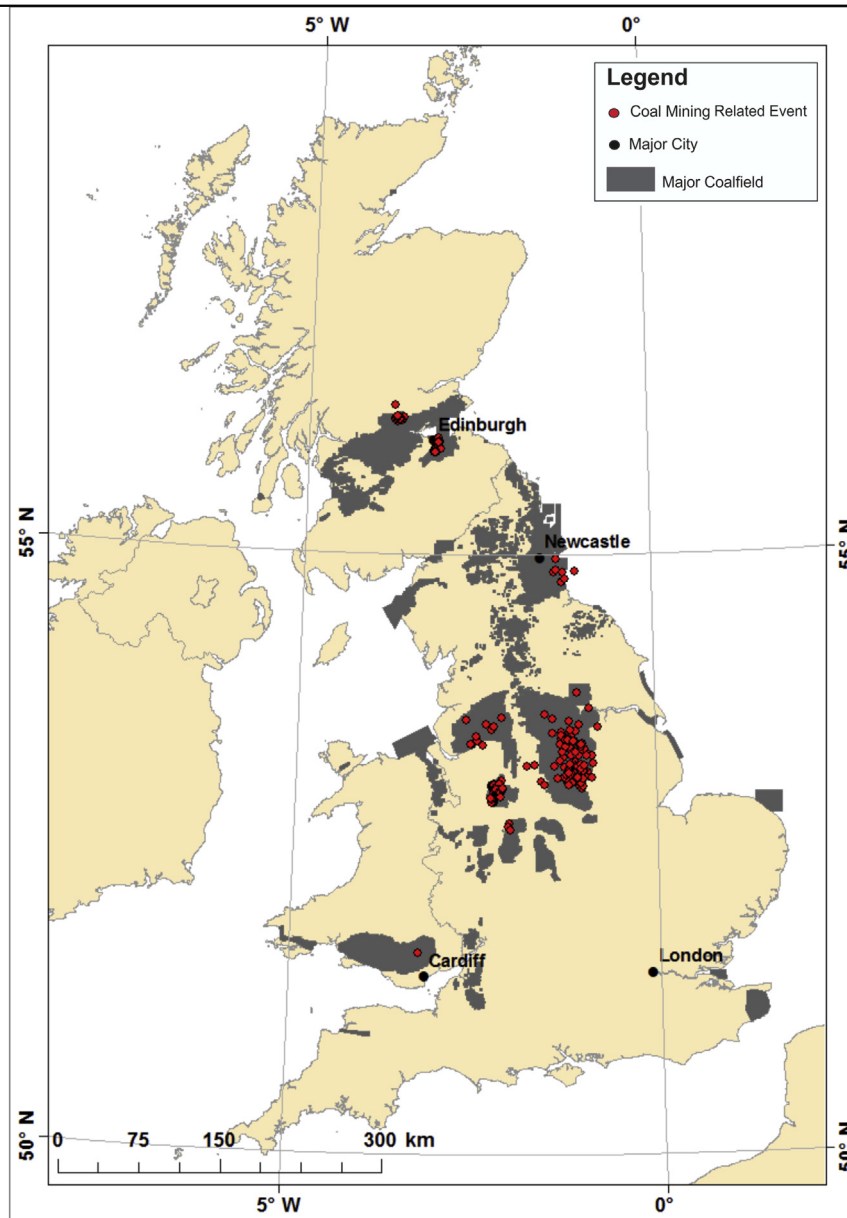 5° W
0°
Legend
Coal Mining Related Event
Major City
Major Coalfield
Edinburgh
55° N
Newcastle
55° N
Cardiff
London
50° N
0 75 150 300 km
50° N
5° W
0°